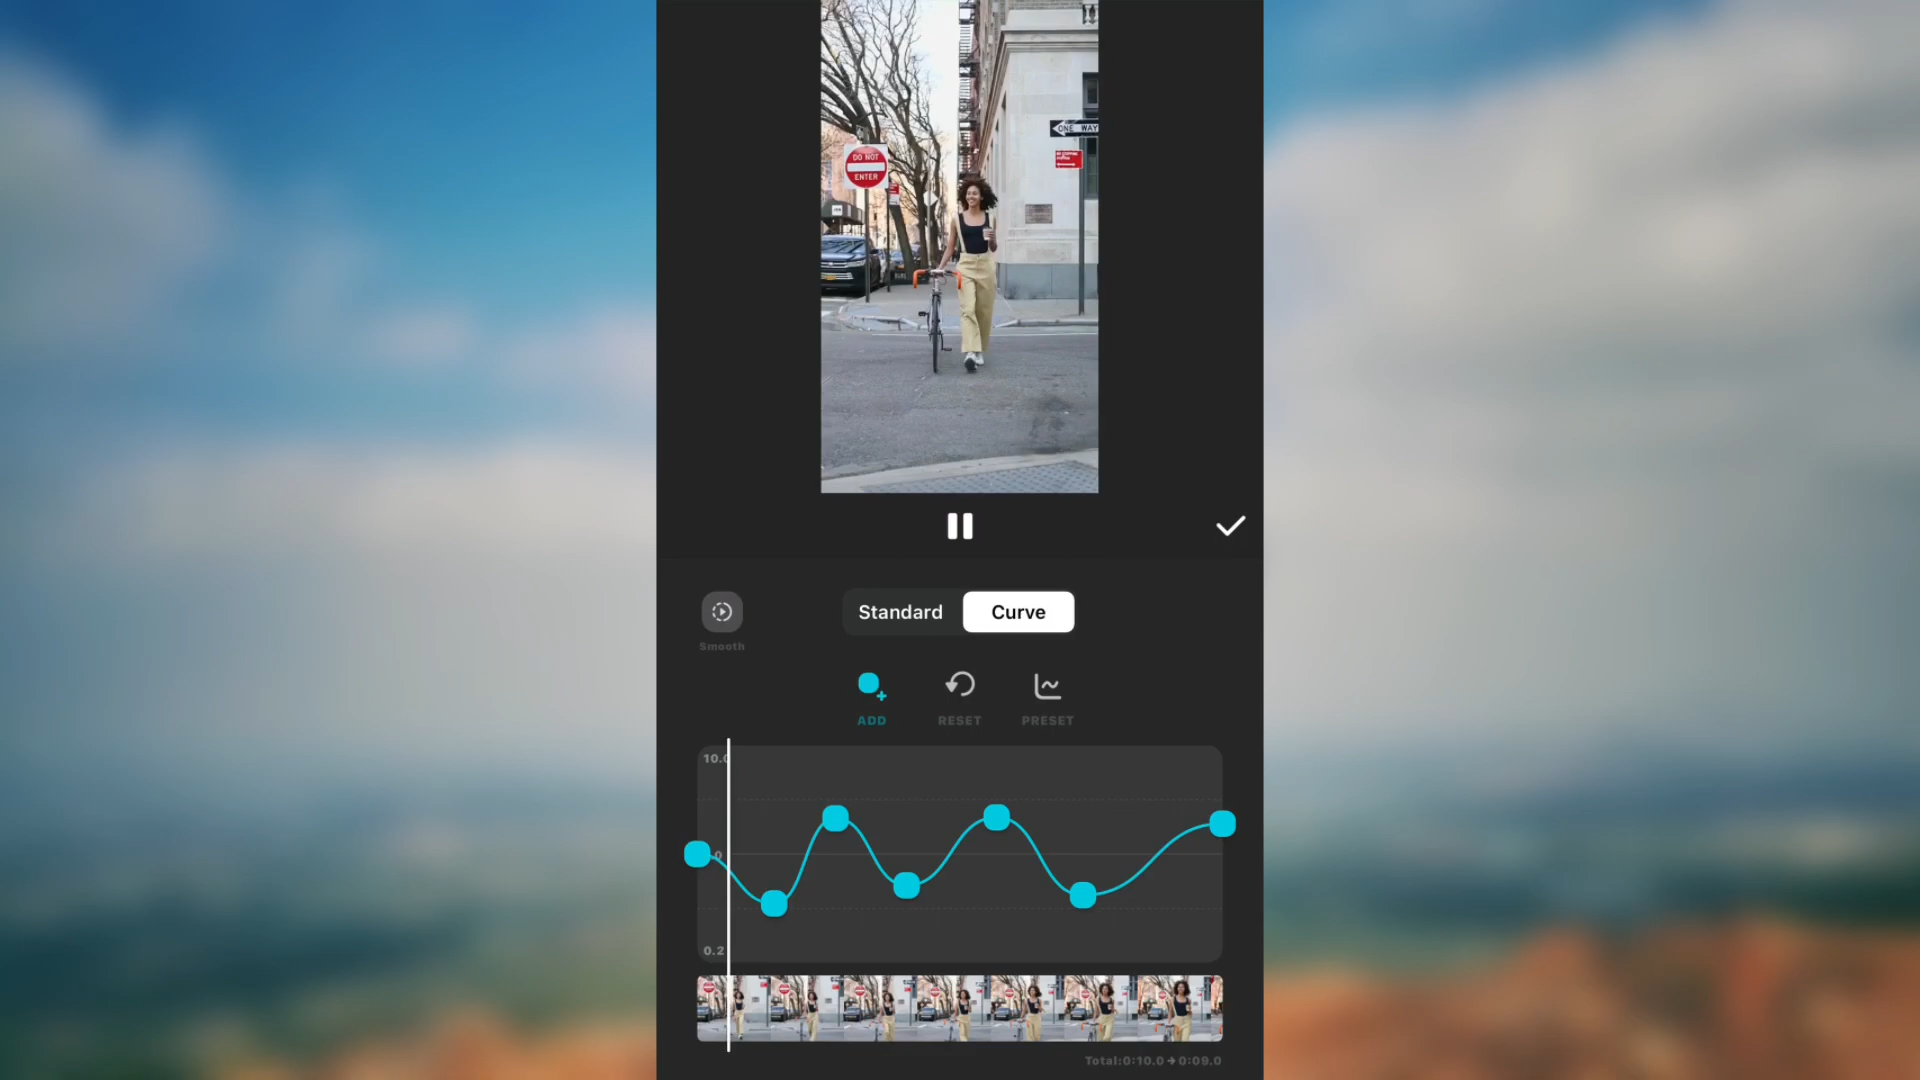 ONE WAY
DO NOT
ENTER
Standard
Curve
Smooth
ADD
RESET
PRESET
10.0
0
0.2
Total:0:10.0 → 0:09.0